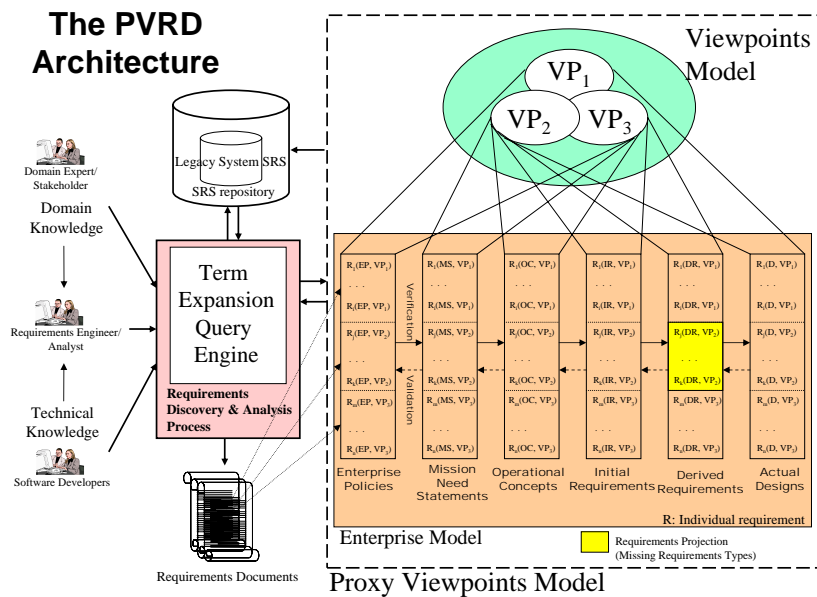 The PVRD
Architecture
Viewpoints
Model
VP1
VP2
VP3
Legacy System SRS
SRS repository
Domain Expert/
Stakeholder
Domain
Knowledge
Requirements Engineer/
Analyst
Technical
Knowledge
Software Developers
Term
Expansion
Query
Engine
Requirements
Discovery & Analysis
Process
Requirements Documents
Verification
Validation
R1(EP, VP1)
. . .
Ri(EP, VP1)
Rj(EP, VP2)
. . .
Rk(EP, VP2)
Rm(EP, VP3)
. . .
Rn(EP, VP3)
Enterprise
Policies
R1(MS, VP1)
. . .
Ri(MS, VP1)
Rj(MS, VP2)
. . .
Rk(MS, VP2)
Rm(MS, VP3)
. . .
Rn(MS, VP3)
Mission
Need
Statements
R1(OC, VP1)
. . .
Ri(OC, VP1)
Rj(OC, VP2)
. . .
Rk(OC, VP2)
Rm(OC, VP3)
. . .
Rn(OC, VP3)
Operational
Concepts
R1(IR, VP1)
. . .
Ri(IR, VP1)
Rj(IR, VP2)
. . .
Rk(IR, VP2)
Rm(IR, VP3)
. . .
Rn(IR, VP3)
Initial
Requirements
R1(DR, VP1)
. . .
Ri(DR, VP1)
Rj(DR, VP2)
. . .
Rk(DR, VP2)
Rm(DR, VP3)
. . .
Rn(DR, VP3)
Derived
Requirements
R1(D, VP1)
. . .
Ri(D, VP1)
Rj(D, VP2)
. . .
Rk(D, VP2)
Rm(D, VP3)
. . .
Rn(D, VP3)
Actual
Designs
R: Individual requirement
Enterprise Model
Requirements Projection
(Missing Requirements Types)
Proxy Viewpoints Model